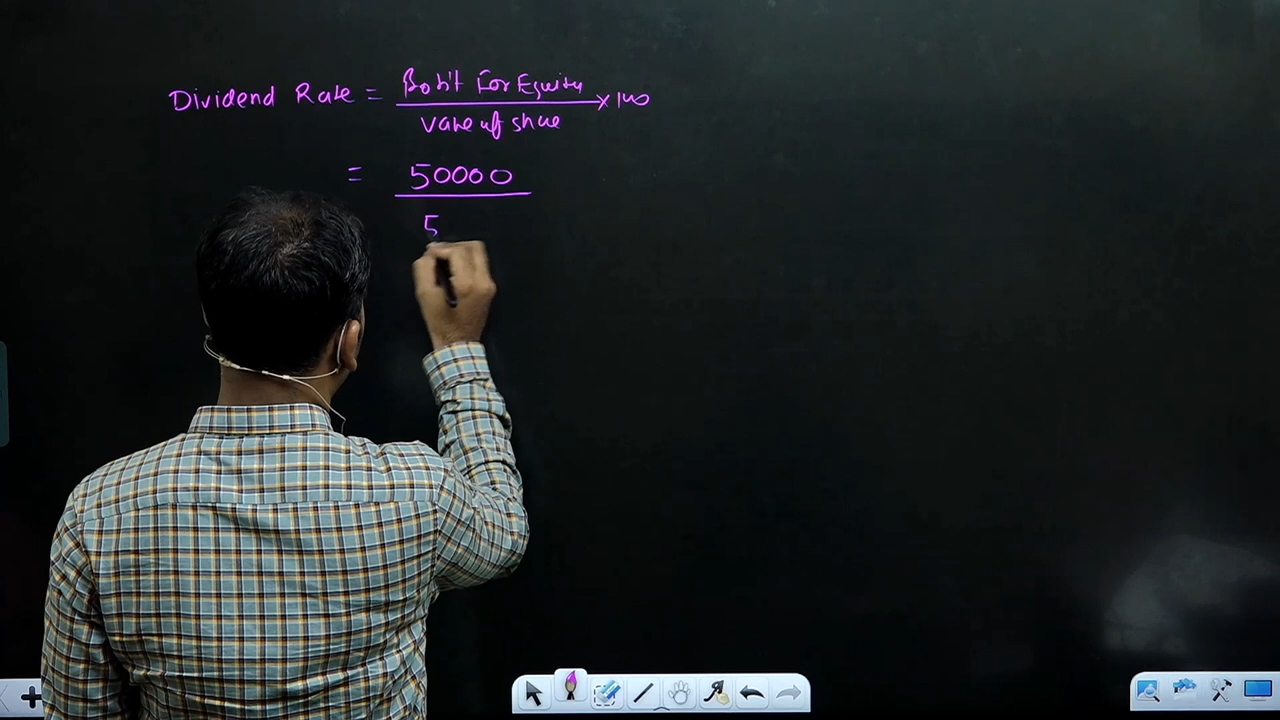 Dividend Rate = Profit For Equity × 100
Value of share
= 50000
5